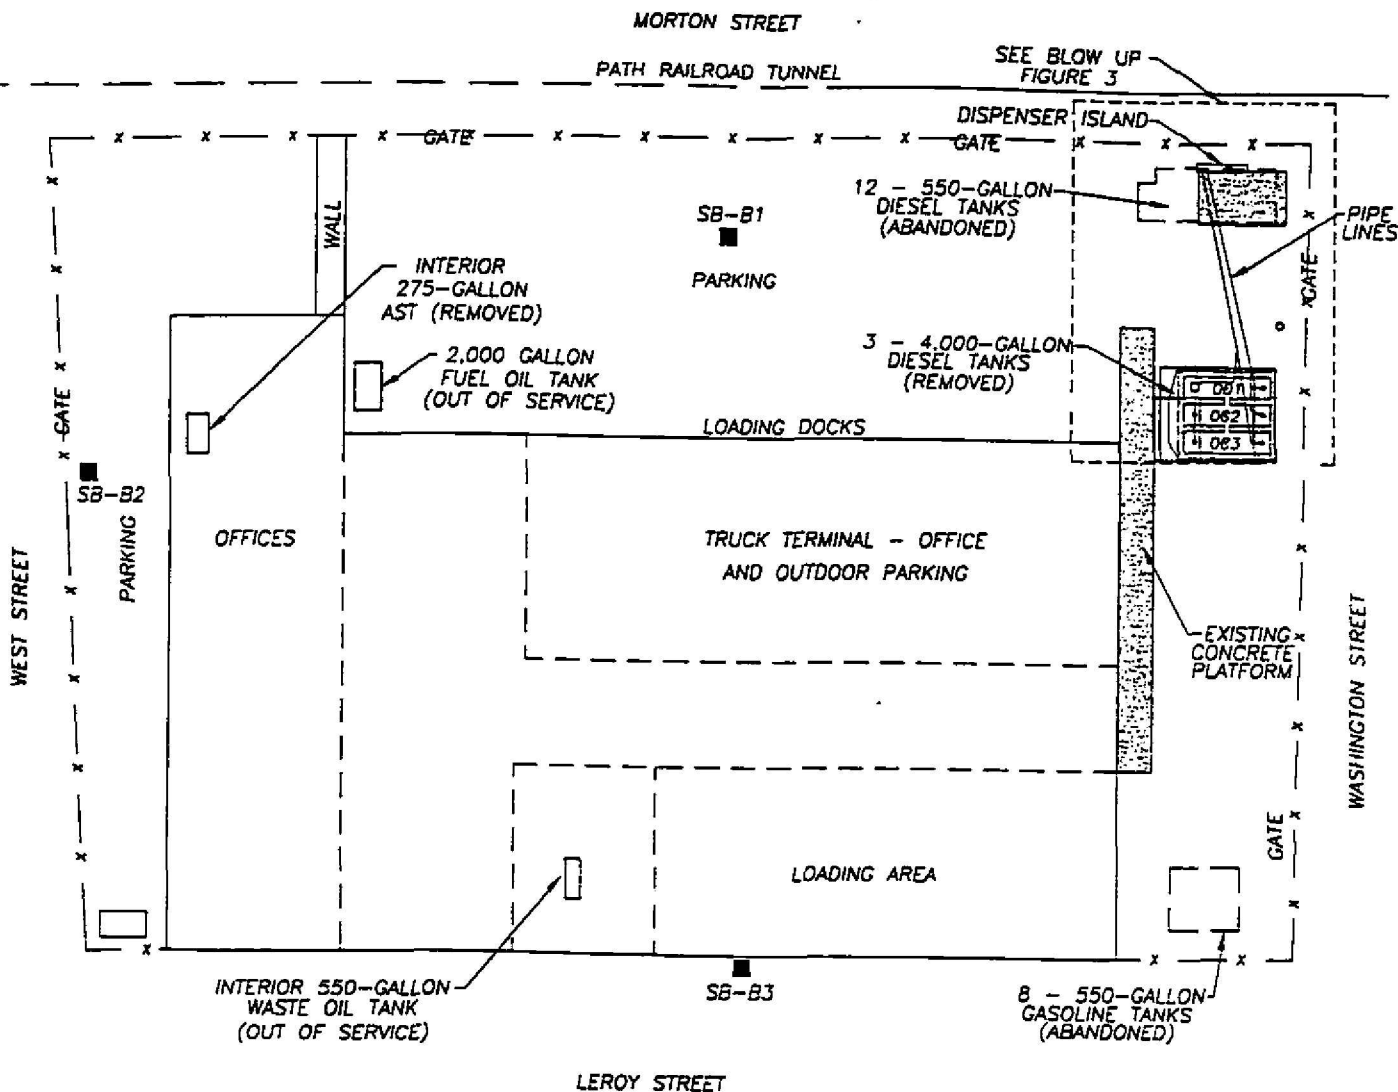 MORTON STREET
PATH RAILROAD TUNNEL
SEE BLOW UP
FIGURE 3
DISPENSER ISLAND
GATE
GATE
12 - 550-GALLON
DIESEL TANKS
(ABANDONED)
PIPE
LINES
WALL
SB-B1
PARKING
INTERIOR
275-GALLON
AST (REMOVED)
GATE
2,000 GALLON
FUEL OIL TANK
(OUT OF SERVICE)
3 - 4,000-GALLON
DIESEL TANKS
(REMOVED)
061
062
063
GATE
LOADING DOCKS
SB-B2
PARKING
OFFICES
TRUCK TERMINAL - OFFICE
AND OUTDOOR PARKING
WEST STREET
EXISTING
CONCRETE
PLATFORM
WASHINGTON STREET
GATE
LOADING AREA
INTERIOR 550-GALLON
WASTE OIL TANK
(OUT OF SERVICE)
SB-B3
8 - 550-GALLON
GASOLINE TANKS
(ABANDONED)
LEROY STREET